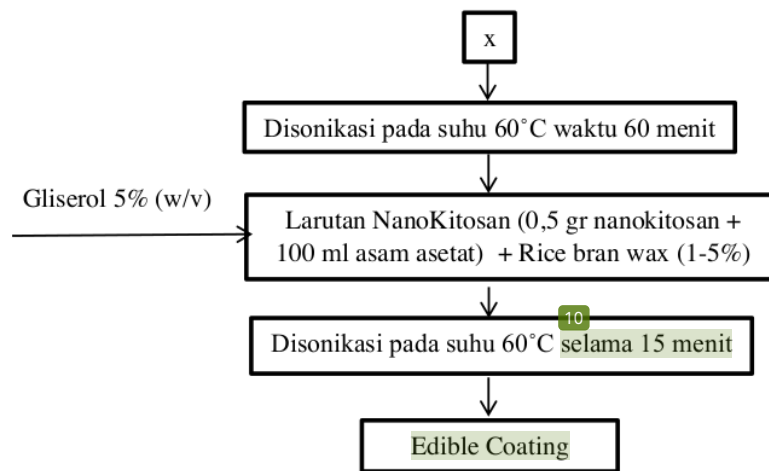 x
Disonikasi pada suhu 60˚C waktu 60 menit
Gliserol 5% (w/v)
Larutan NanoKitosan (0,5 gr nanokitosan +
100 ml asam asetat)  + Rice bran wax (1-5%)
10
Disonikasi pada suhu 60˚C selama 15 menit
Edible Coating